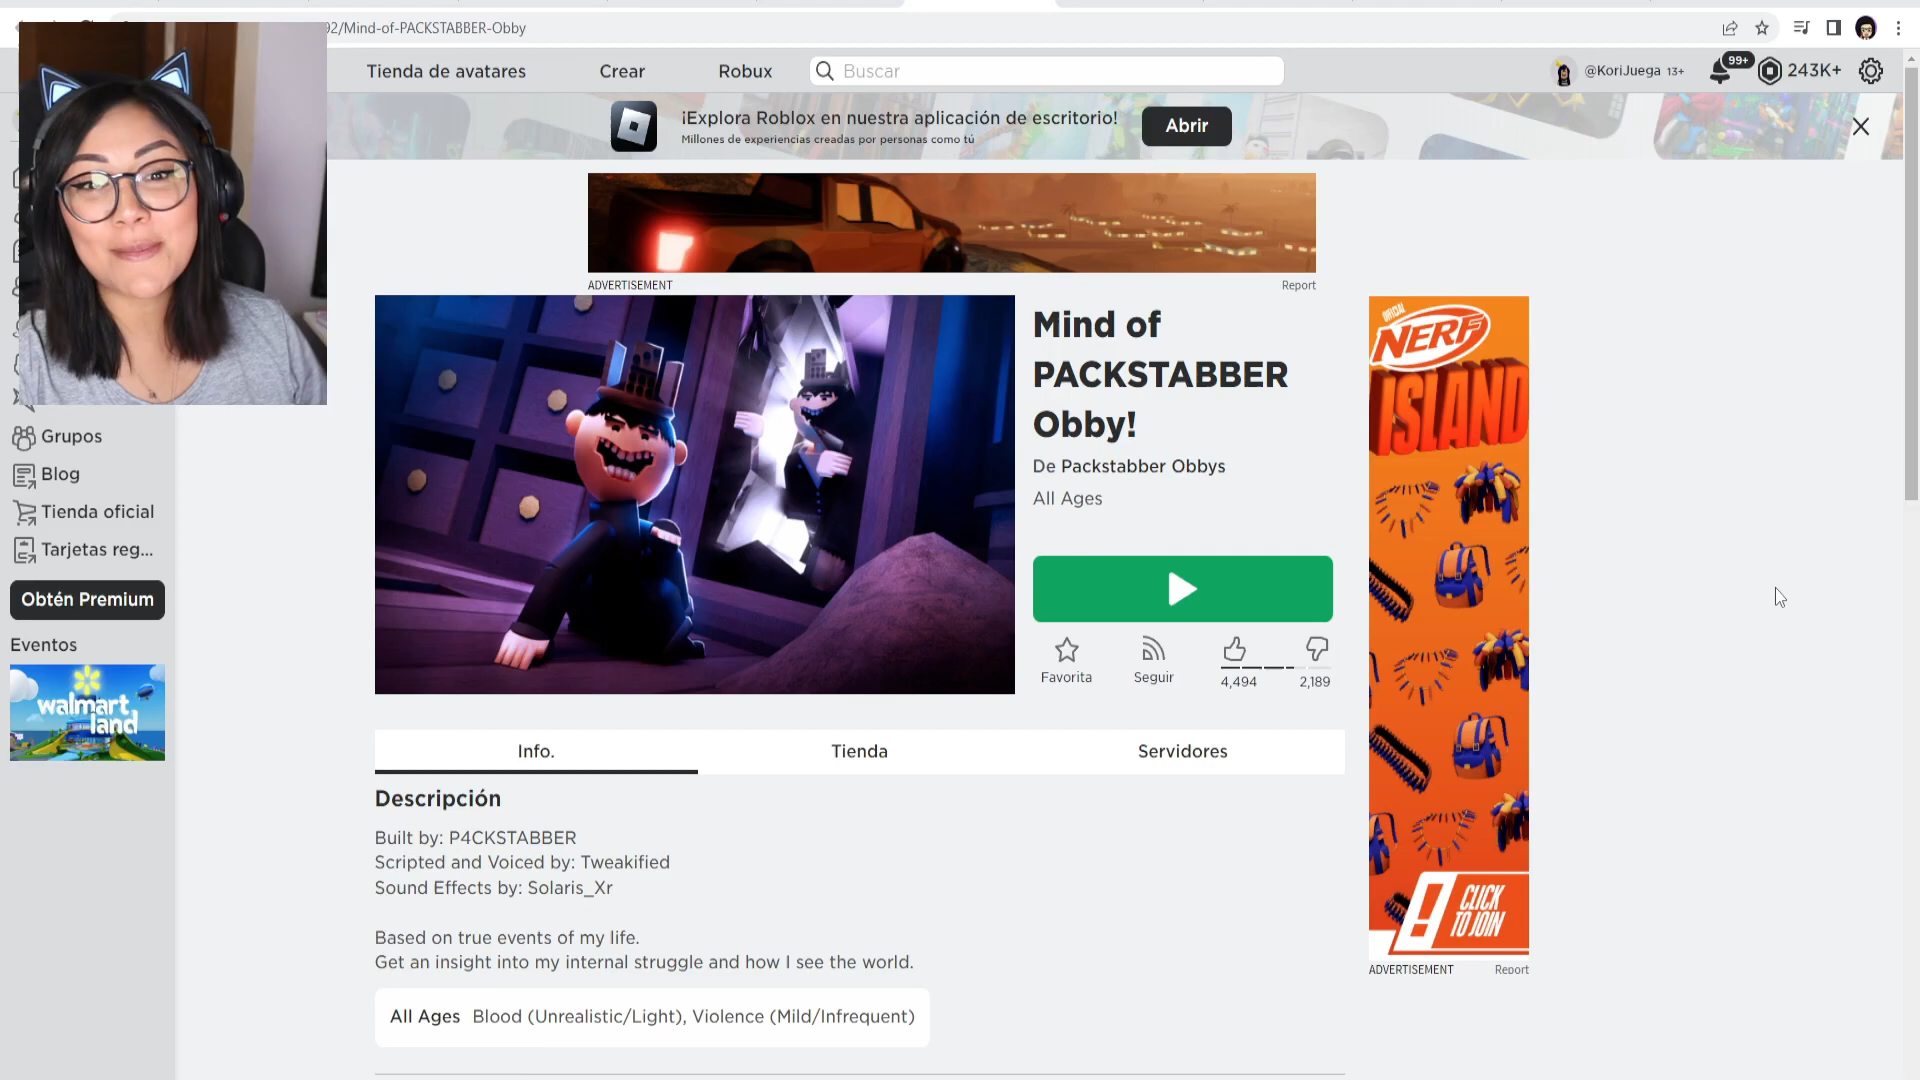 92/Mind-of-PACKSTABBER-Obby
Tienda de avatares
Crear
Robux
Buscar
@KoriJuega 13+
99+
243K+
¡Explora Roblox en nuestra aplicación de escritorio!
Millones de experiencias creadas por personas como tú
Abrir
ADVERTISEMENT
Report
Mind of
PACKSTABBER
Obby!
De Packstabber Obbys
All Ages
Favorita
Seguir
4,494
2,189
OFFICIAL
NERF
ISLAND
CLICK
TO JOIN
ADVERTISEMENT
Report
Grupos
Blog
Tienda oficial
Tarjetas reg...
Obtén Premium
Eventos
walmart
land
Info.
Tienda
Servidores
Descripción
Built by: P4CKSTABBER
Scripted and Voiced by: Tweakified
Sound Effects by: Solaris_Xr
Based on true events of my life.
Get an insight into my internal struggle and how I see the world.
All Ages Blood (Unrealistic/Light), Violence (Mild/Infrequent)